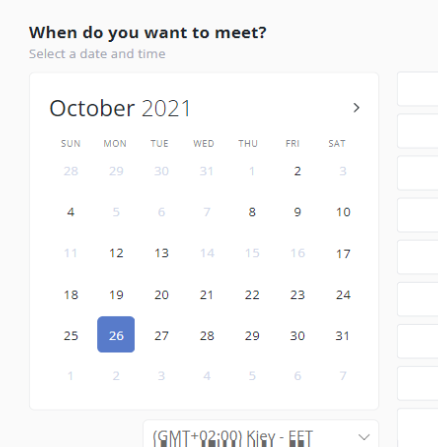 When do you want to meet?
Select a date and time
October 2021 >
SUN MON TUE WED THU FRI SAT
28 29 30 31 1 2 3
4 5 6 7 8 9 10
11 12 13 14 15 16 17
18 19 20 21 22 23 24
25 26 27 28 29 30 31
1 2 3 4 5 6 7
(GMT+02:00) Kiev - EET